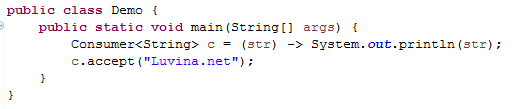 public class Demo {
public static void main(String[] args) {
Consumer<String> c = (str) -> System.out.println(str);
c.accept("Luvina.net");
}
}